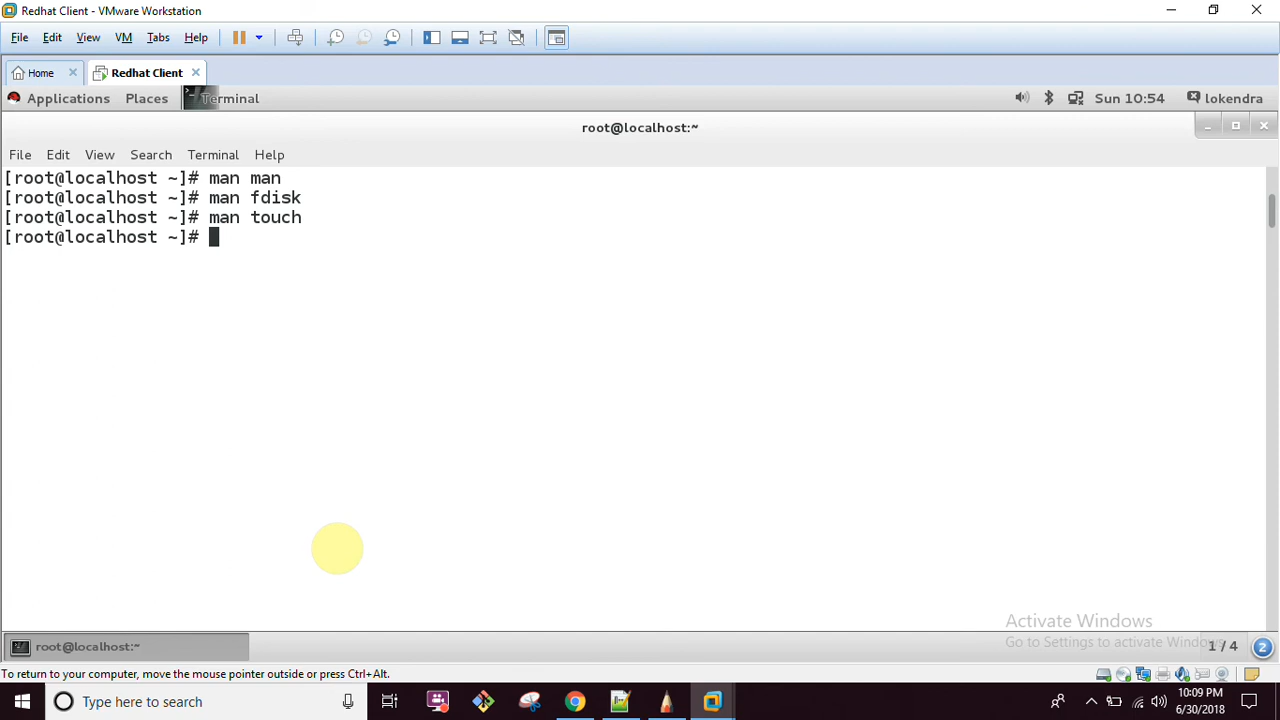 Redhat Client - VMware Workstation
File Edit View VM Tabs Help
Home Redhat Client
Applications Places Terminal Sun 10:54 lokendra
root@localhost:~
File Edit View Search Terminal Help
[root@localhost ~]# man man
[root@localhost ~]# man fdisk
[root@localhost ~]# man touch
[root@localhost ~]#
Activate Windows
Go to Settings to activate Windows.
root@localhost:~ 1 / 4 2
To return to your computer, move the mouse pointer outside or press Ctrl+Alt.
Type here to search 10:09 PM
6/30/2018